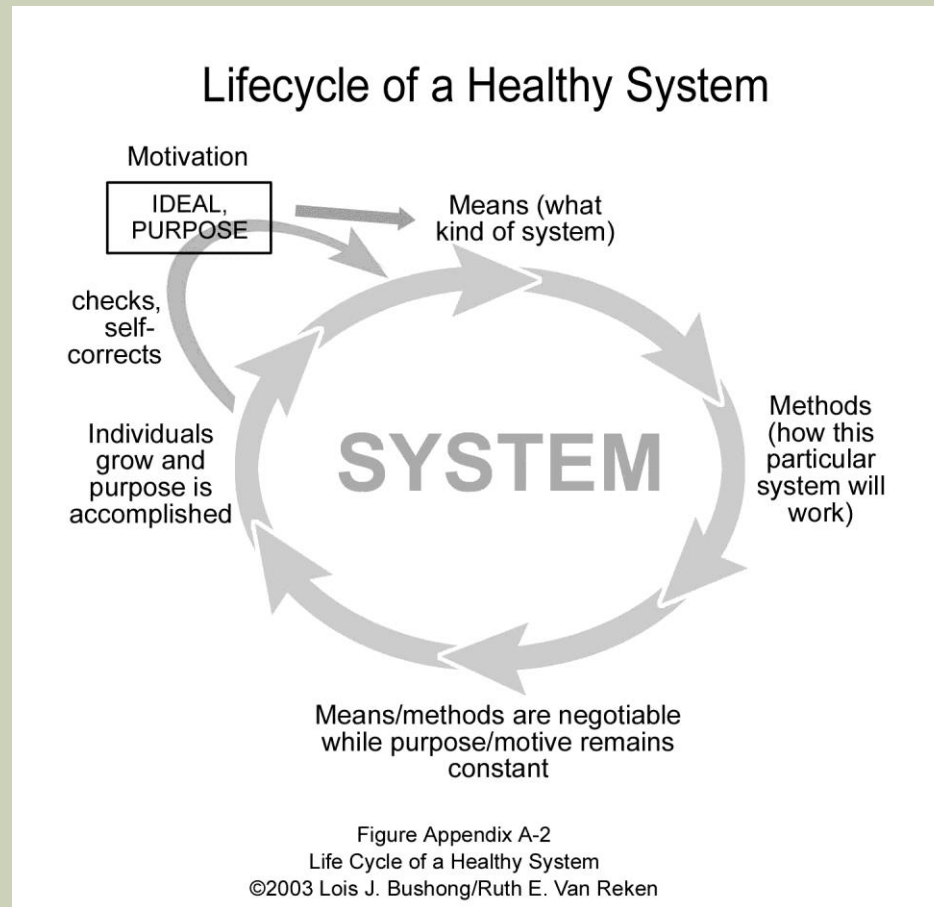 Lifecycle of a Healthy System
Motivation
IDEAL,
PURPOSE
Means (what
kind of system)
checks,
self-
corrects
Methods
(how this
particular
system will
work)
Individuals
grow and
purpose is
accomplished
SYSTEM
Means/methods are negotiable
while purpose/motive remains
constant
Figure Appendix A-2
Life Cycle of a Healthy System
©2003 Lois J. Bushong/Ruth E. Van Reken